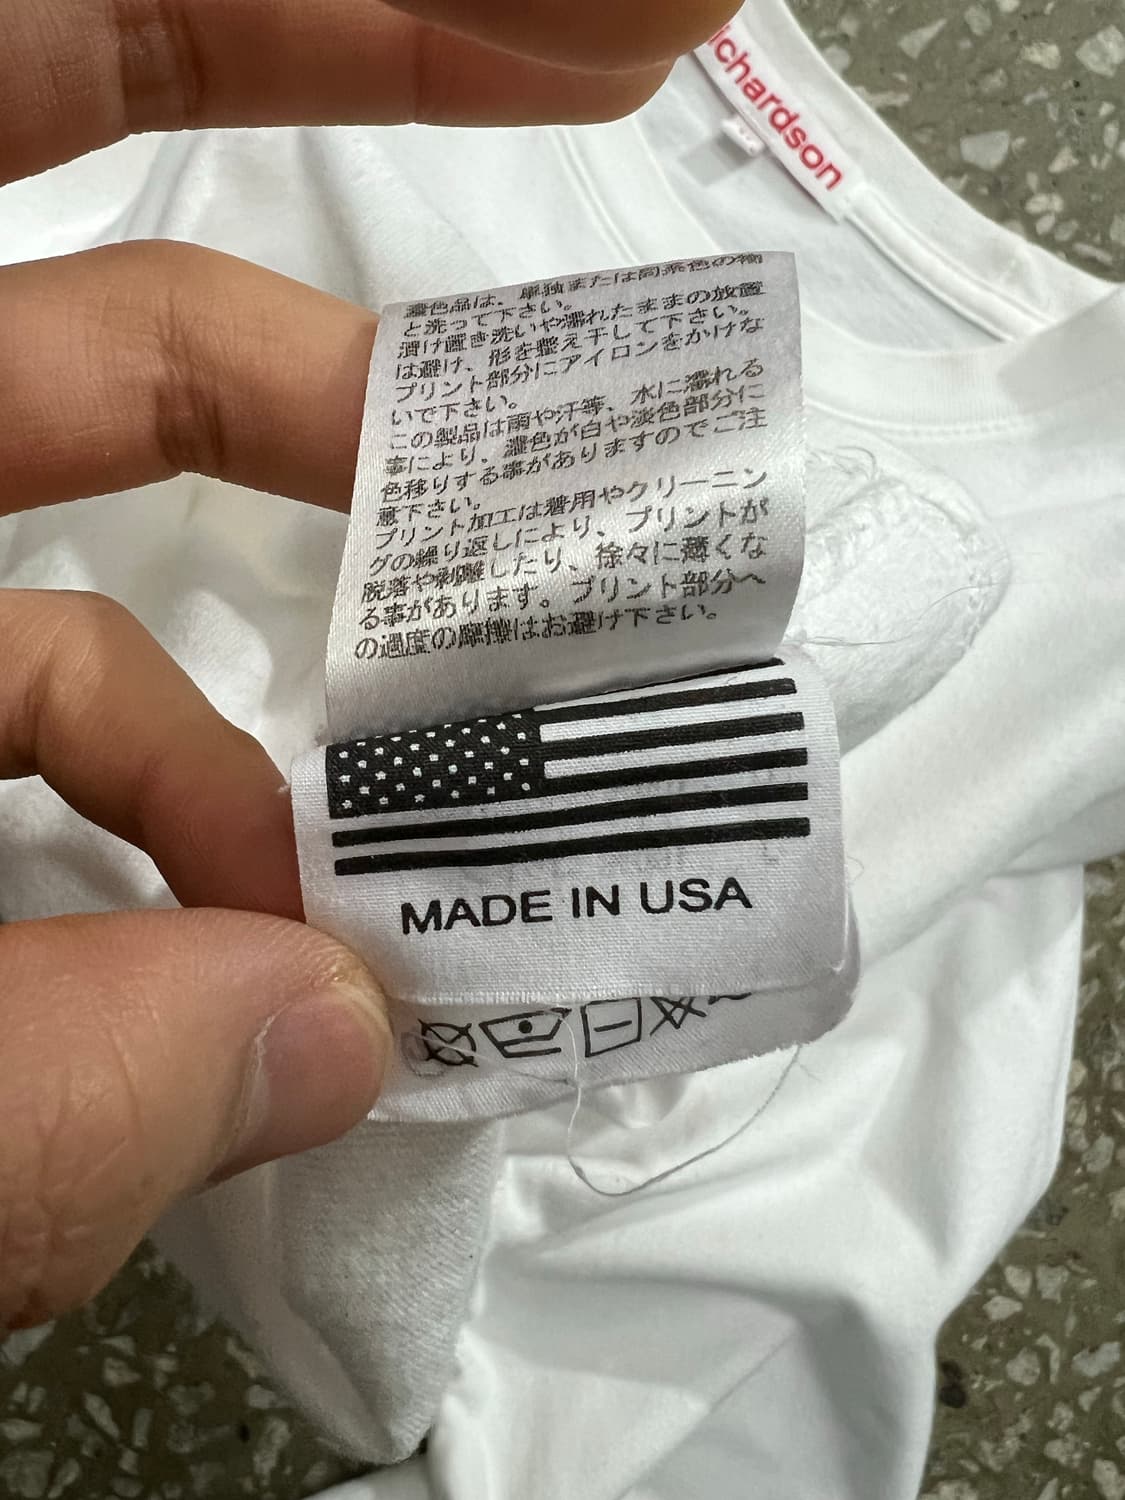 ichardson
濃色品は、単独または同系色の物
と洗って下さい。
漬け置き洗いや濡れたままの放置
は避け、形を整え干して下さい。
プリント部分にアイロンをかけな
いで下さい。
この製品は雨や汗等、水に濡れる
事により、濃色が白や淡色部分に
色移りする事がありますのでご注
意下さい。
プリント加工は着用やクリーニン
グの繰り返しにより、プリントが
脱落や剥離したり、徐々に薄くな
る事があります。プリント部分へ
の過度の摩擦はお避け下さい。
MADE IN USA